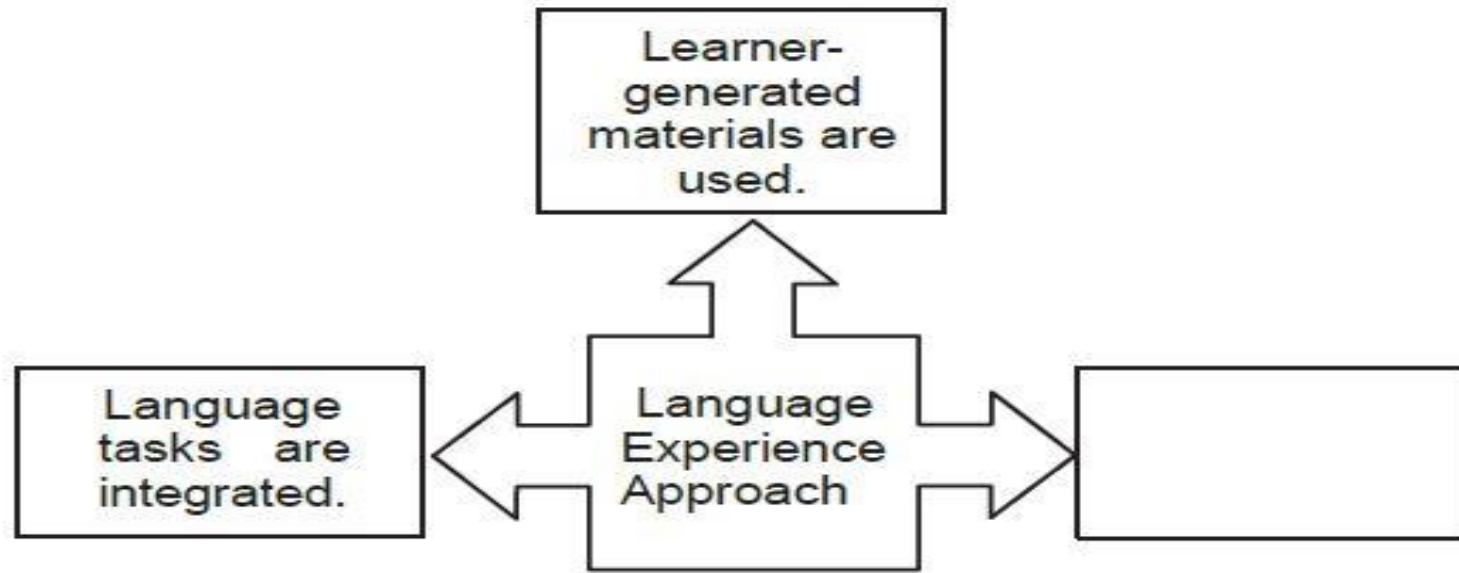 Learner-
generated
materials are
used.
Language
tasks are
integrated.
Language
Experience
Approach